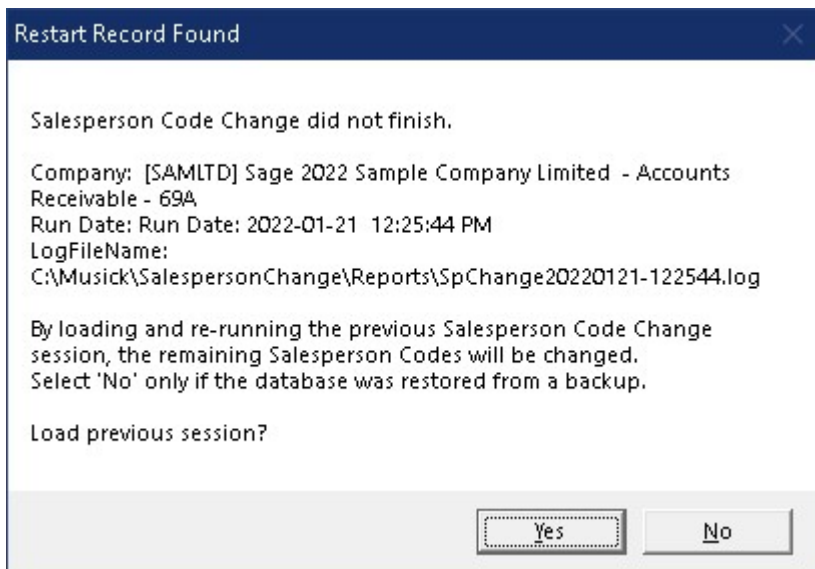 Restart Record Found
Salesperson Code Change did not finish.
Company:  [SAMLTD] Sage 2022 Sample Company Limited  - Accounts
Receivable - 69A
Run Date: Run Date: 2022-01-21  12:25:44 PM
LogFileName:
C:\Musick\SalespersonChange\Reports\SpChange20220121-122544.log
By loading and re-running the previous Salesperson Code Change
session, the remaining Salesperson Codes will be changed.
Select 'No' only if the database was restored from a backup.
Load previous session?
Yes No